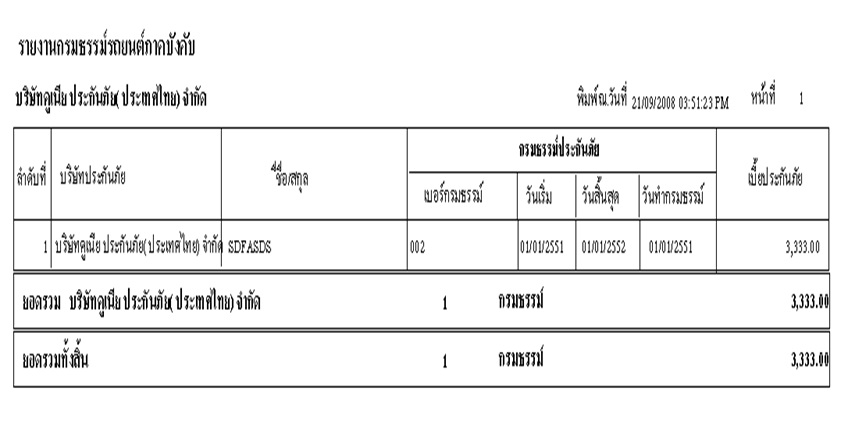 รายงานกรมธรรม์รถยนต์ภาคบังคับ
บริษัทคูเนีย ประกันภัย( ประเทศไทย) จำกัด พิมพ์ณ.วันที่ 21/09/2008 03:51:23 PM หน้าที่ 1
กรมธรรม์ประกันภัย
ลำดับที่ บริษัทประกันภัย ชื่อ/สกุล เบี้ยประกันภัย
เบอร์กรมธรรม์ วันเริ่ม วันสิ้นสุด วันทำกรมธรรม์
1 บริษัทคูเนีย ประกันภัย( ประเทศไทย) จำกัด SDFASDS 002 01/01/2551 01/01/2552 01/01/2551 3,333.00
ยอดรวม บริษัทคูเนีย ประกันภัย( ประเทศไทย) จำกัด 1 กรมธรรม์ 3,333.00
ยอดรวมทั้งสิ้น 1 กรมธรรม์ 3,333.00